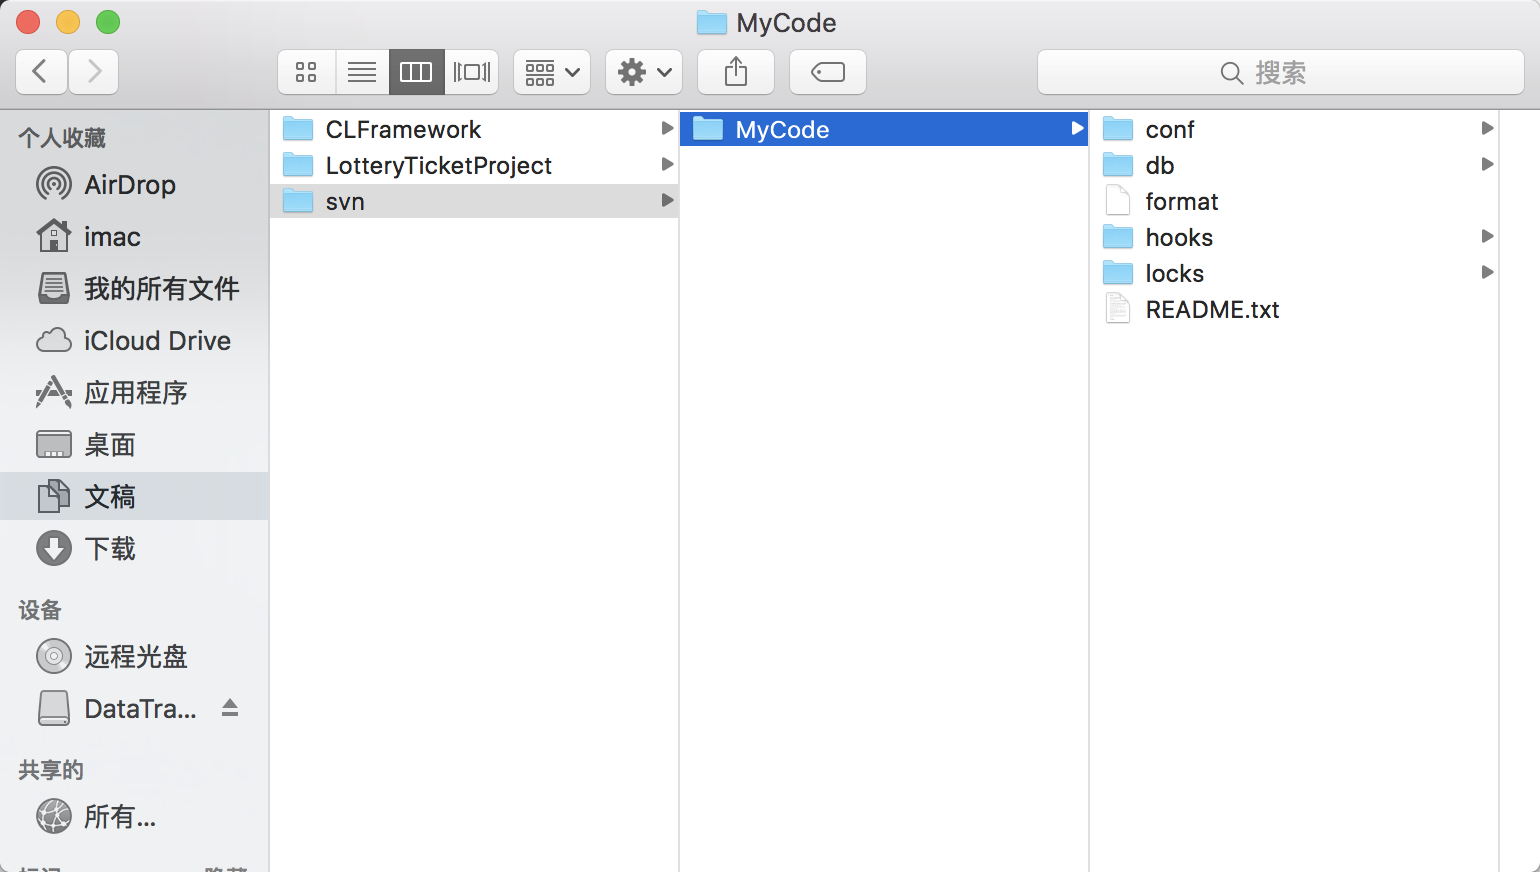 MyCode
搜索
个人收藏
AirDrop
imac
我的所有文件
iCloud Drive
应用程序
桌面
文稿
下载
设备
远程光盘
DataTra...
共享的
所有...
CLFramework
LotteryTicketProject
svn
MyCode
conf
db
format
hooks
locks
README.txt